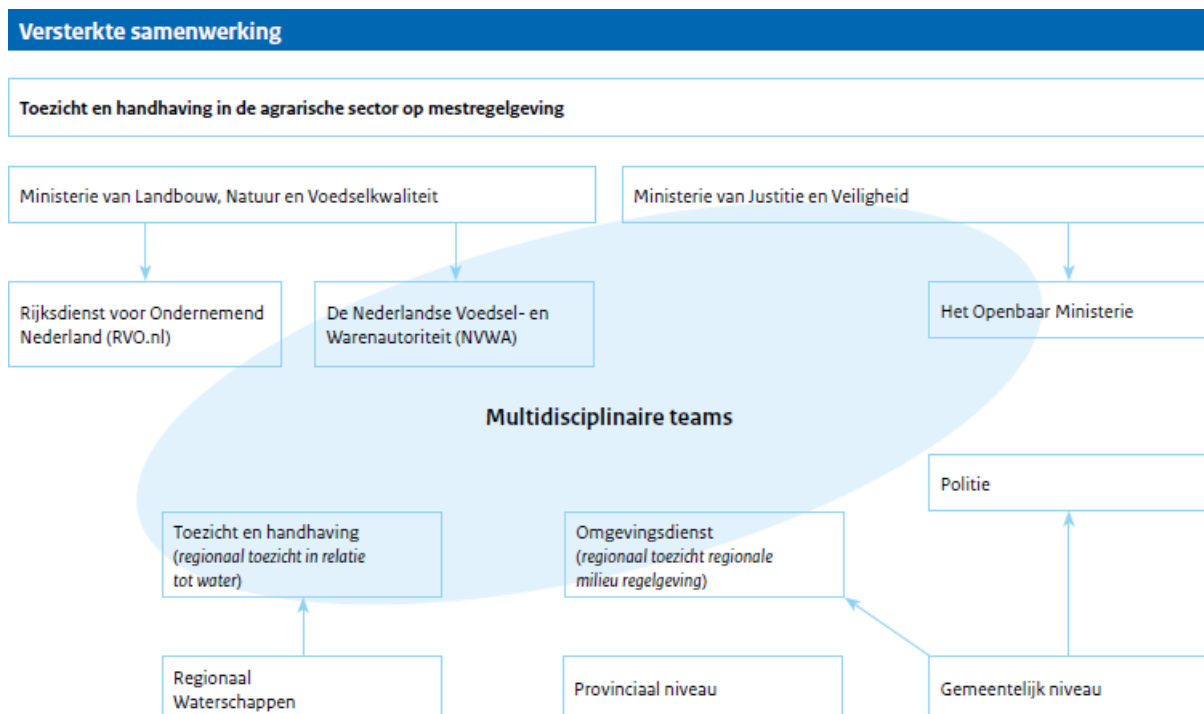 Versterkte samenwerking
Toezicht en handhaving in de agrarische sector op mestregelgeving
Ministerie van Landbouw, Natuur en Voedselkwaliteit
Ministerie van Justitie en Veiligheid
Rijksdienst voor Ondernemend
Nederland (RVO.nl)
De Nederlandse Voedsel- en
Warenautoriteit (NVWA)
Het Openbaar Ministerie
Multidisciplinaire teams
Politie
Toezicht en handhaving
(regionaal toezicht in relatie
tot water)
Omgevingsdienst
(regionaal toezicht regionale
milieu regelgeving)
Regionaal
Waterschappen
Provinciaal niveau
Gemeentelijk niveau